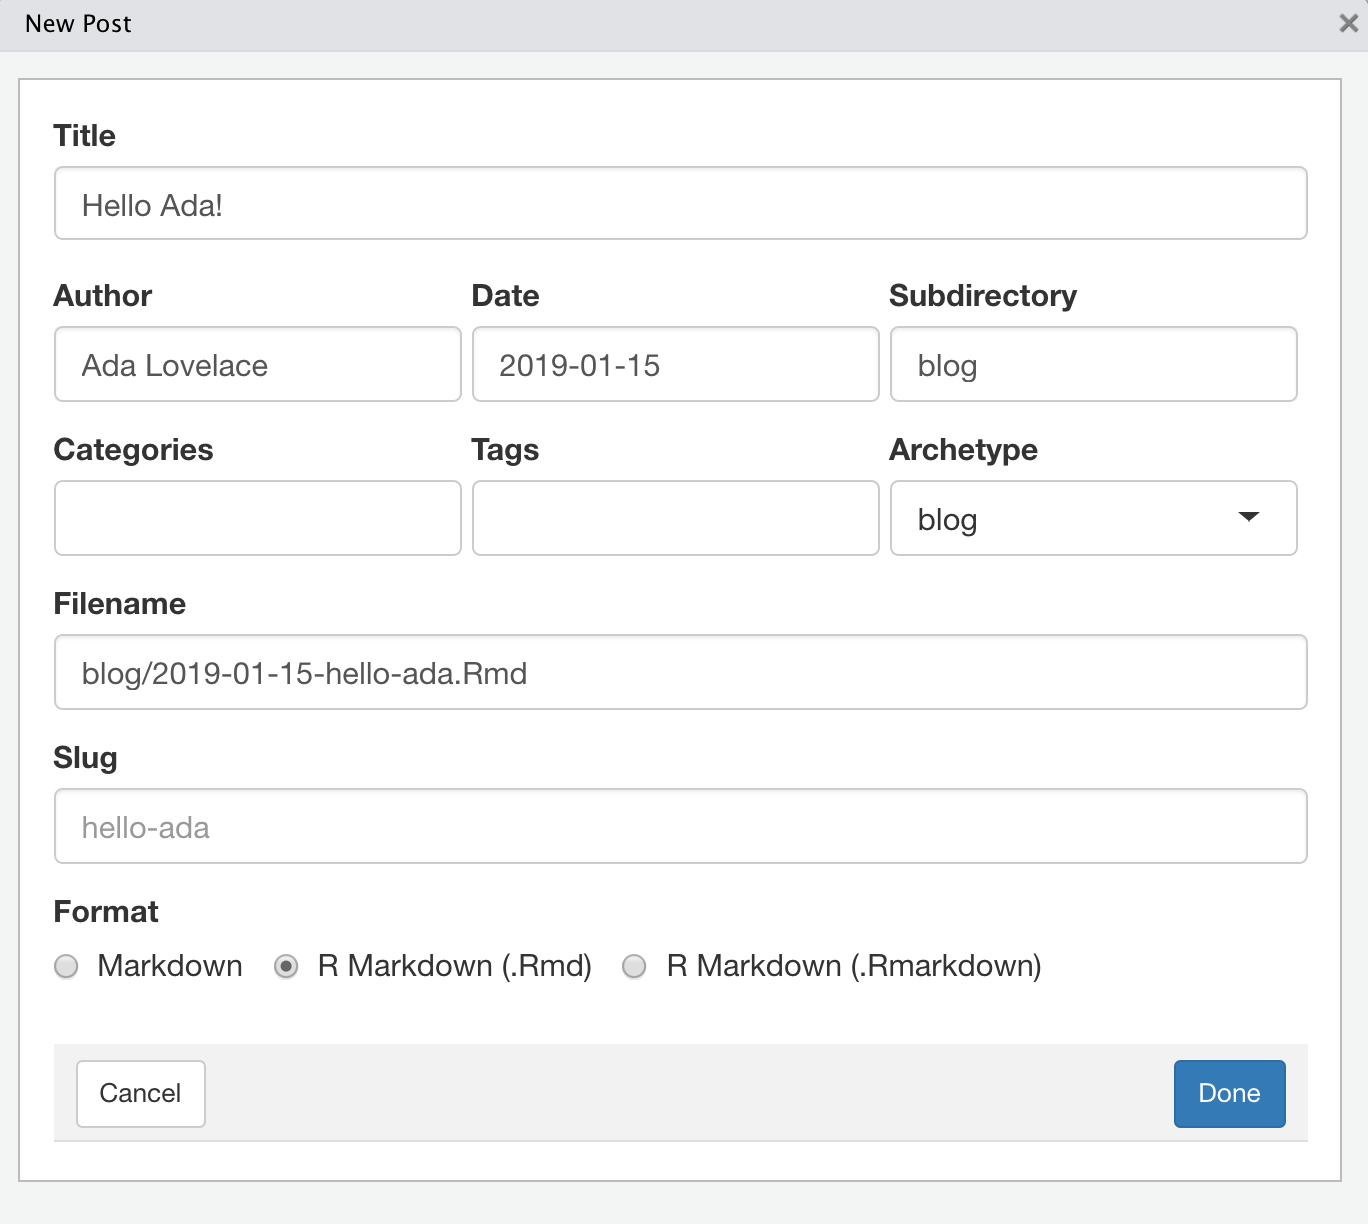 New Post
Title
Hello Ada!
Author Date Subdirectory
Ada Lovelace 2019-01-15 blog
Categories Tags Archetype
blog
Filename
blog/2019-01-15-hello-ada.Rmd
Slug
hello-ada
Format
Markdown R Markdown (.Rmd) R Markdown (.Rmarkdown)
Cancel Done